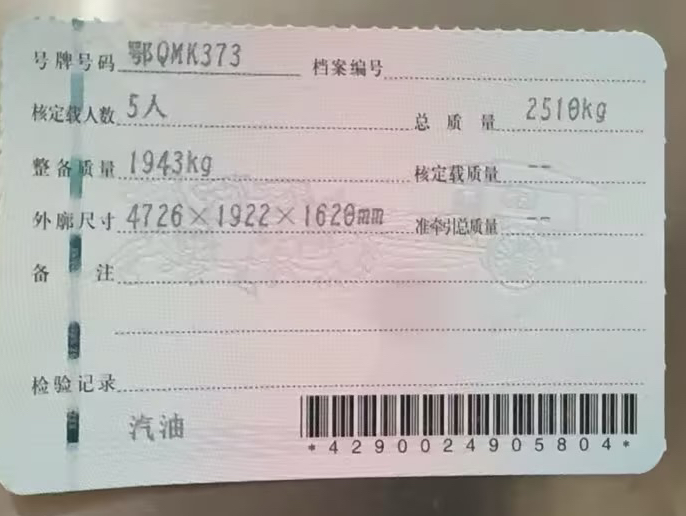 号牌号码 鄂QMK373 档案编号
核定载人数 5人 总质量 2510kg
整备质量 1943kg 核定载质量 --
外廓尺寸 4726×1922×1620mm 准牵引总质量 --
备注
检验记录
汽油
*4290024905804*